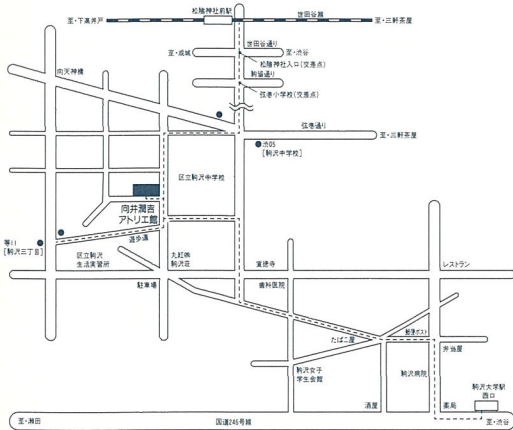 松陰神社前駅
世田谷線
至・下高井戸
至・三軒茶屋
世田谷通り
至・成城
至・渋谷
松陰神社入口(交差点)
向天神橋
駒留通り
弦巻小学校(交差点)
弦巻通り
至・三軒茶屋
渋05
[駒沢中学校]
区立駒沢中学校
向井潤吉
アトリエ館
等11
[駒沢三丁目]
遊歩道
区立駒沢
生活実習所
丸紅㈱
駒沢荘
宣徳寺
レストラン
駐車場
歯科医院
たばこ屋
郵便ポスト
弁当屋
駒沢女子
学生会館
駒沢病院
駒沢大学駅
西口
酒屋
薬局
至・瀬田
国道246号線
至・渋谷